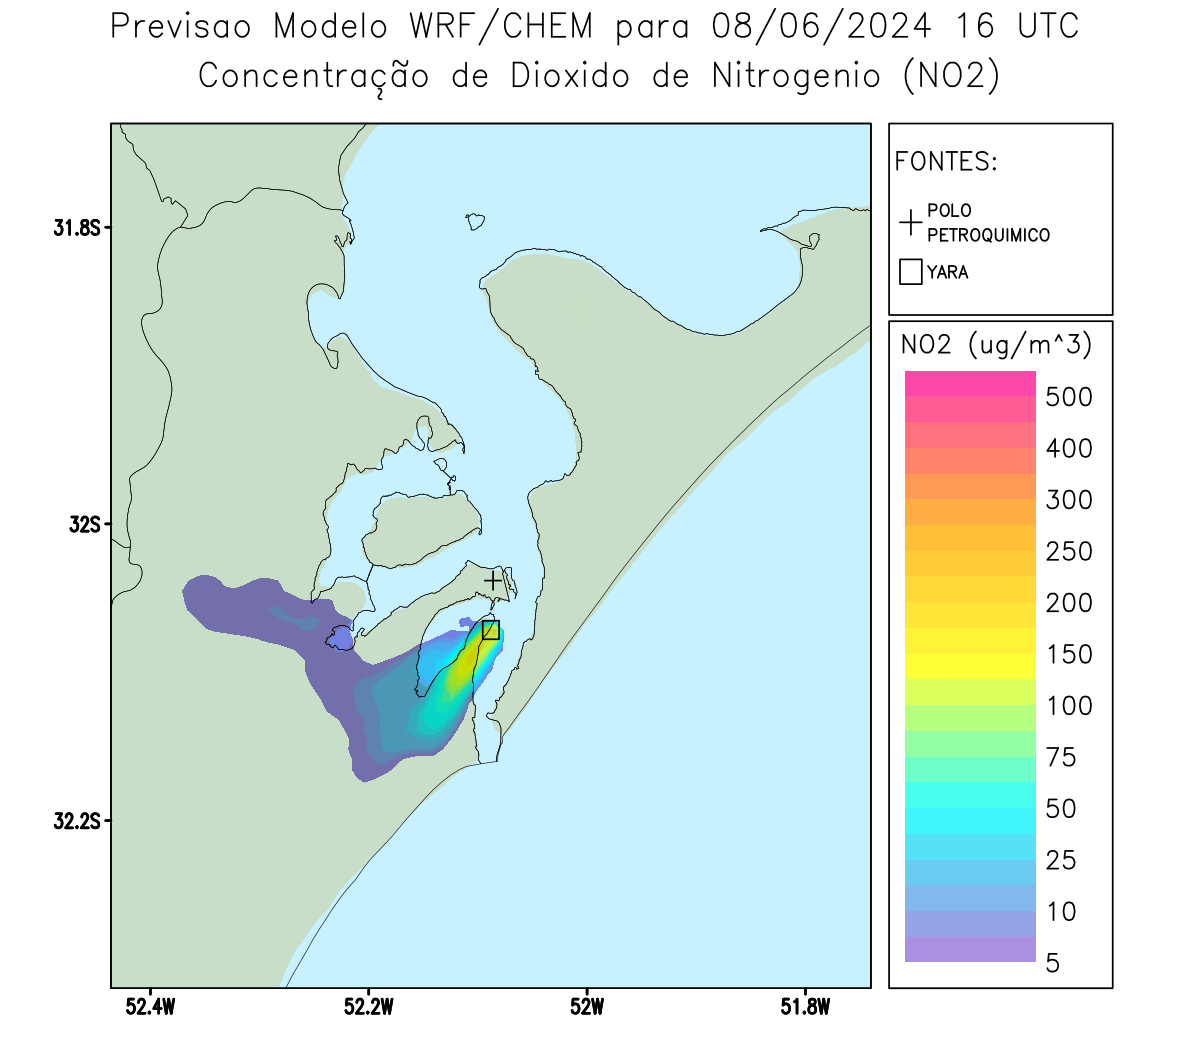 Previsao Modelo WRF/CHEM para 08/06/2024 16 UTC
Concentração de Dioxido de Nitrogenio (NO2)
FONTES:
POLO
PETROQUIMICO
YARA
NO2 (ug/m^3)
500
400
300
250
200
150
100
75
50
25
10
5
31.8S
32S
32.2S
52.4W
52.2W
52W
51.8W